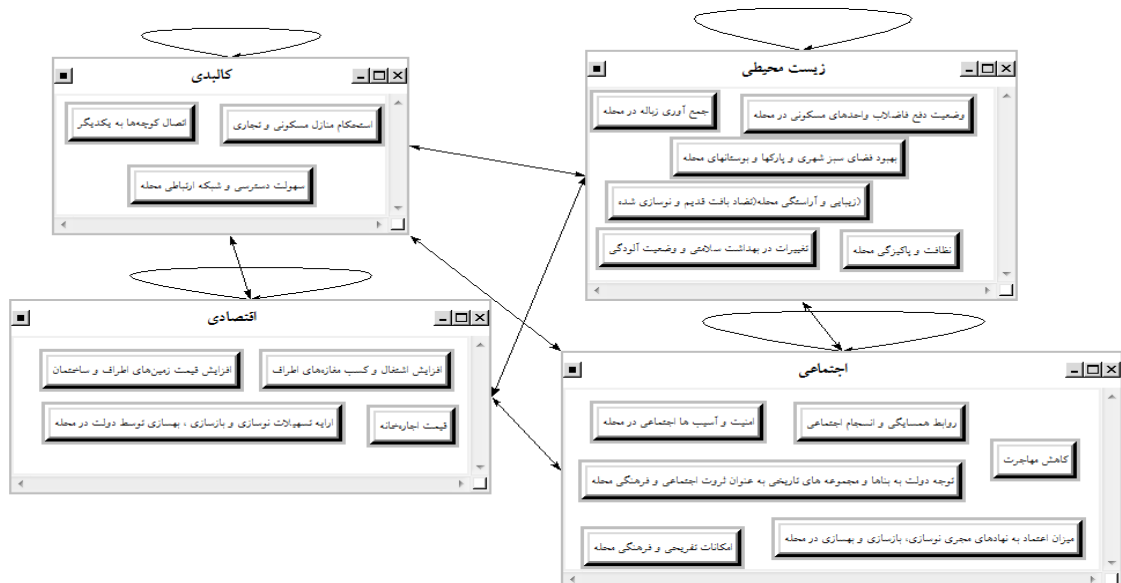 کالبدی
اتصال کوچه‌ها به یکدیگر
استحکام منازل مسکونی و تجاری
سهولت دسترسی و شبکه ارتباطی محله
زیست محیطی
جمع آوری زباله در محله
وضعیت دفع فاضلاب واحدهای مسکونی در محله
بهبود فضای سبز شهری و پارکها و بوستانهای محله
(زیبایی و آراستگی محله(تضاد بافت قدیم و نوسازی شده
تغییرات در بهداشت سلامتی و وضعیت آلودگی
نظافت و پاکیزگی محله
اقتصادی
افزایش قیمت زمین‌های اطراف و ساختمان
افزایش اشتغال و کسب مغازه‌های اطراف
ارایه تسهیلات نوسازی و بازسازی ، بهسازی توسط دولت در محله
قیمت اجاره‌خانه
اجتماعی
امنیت و آسیب ها اجتماعی در محله
روابط همسایگی و انسجام اجتماعی
کاهش مهاجرت
توجه دولت به بناها و مجموعه های تاریخی به عنوان ثروت اجتماعی و فرهنگی محله
امکانات تفریحی و فرهنگی محله
میزان اعتماد به نهادهای مجری نوسازی، بازسازی و بهسازی در محله